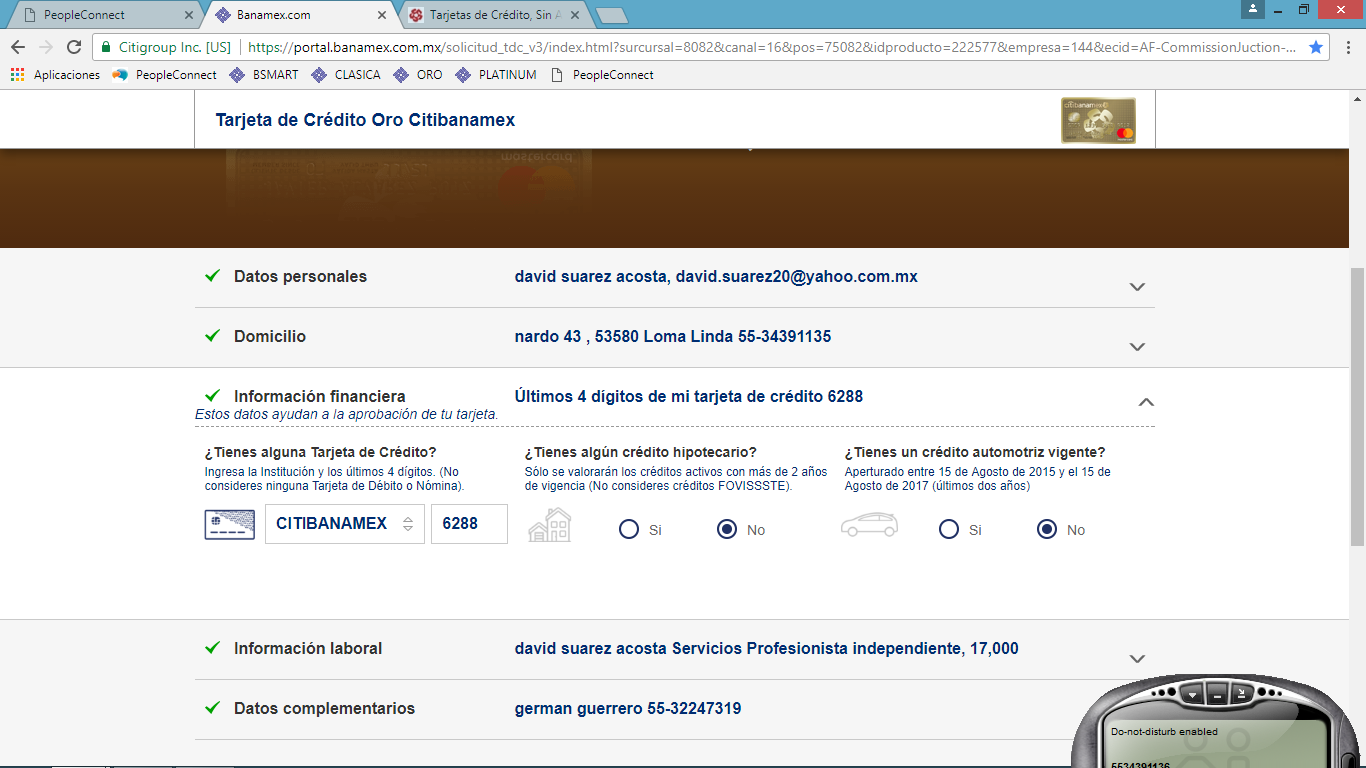 PeopleConnect
Banamex.com
Tarjetas de Crédito, Sin A
Citigroup Inc. [US] https://portal.banamex.com.mx/solicitud_tdc_v3/index.html?sursursal=8082&canal=16&pos=75082&idproducto=222577&empresa=144&ecid=AF-CommissionJuction-...
Aplicaciones PeopleConnect BSMART CLASICA ORO PLATINUM PeopleConnect
Tarjeta de Crédito Oro Citibanamex
citibanamex
mastercard
Datos personales david suarez acosta, david.suarez20@yahoo.com.mx
Domicilio nardo 43 , 53580 Loma Linda 55-34391135
Información financiera Últimos 4 dígitos de mi tarjeta de crédito 6288
Estos datos ayudan a la aprobación de tu tarjeta.
¿Tienes alguna Tarjeta de Crédito?
Ingresa la Institución y los últimos 4 dígitos. (No
consideres ninguna Tarjeta de Débito o Nómina).
CITIBANAMEX 6288
¿Tienes algún crédito hipotecario?
Sólo se valorarán los créditos activos con más de 2 años
de vigencia (No consideres créditos FOVISSSTE).
Si No
¿Tienes un crédito automotriz vigente?
Aperturado entre 15 de Agosto de 2015 y el 15 de
Agosto de 2017 (últimos dos años)
Si No
Información laboral david suarez acosta Servicios Profesionista independiente, 17,000
Datos complementarios german guerrero 55-32247319
Do-not-disturb enabled
5534391136